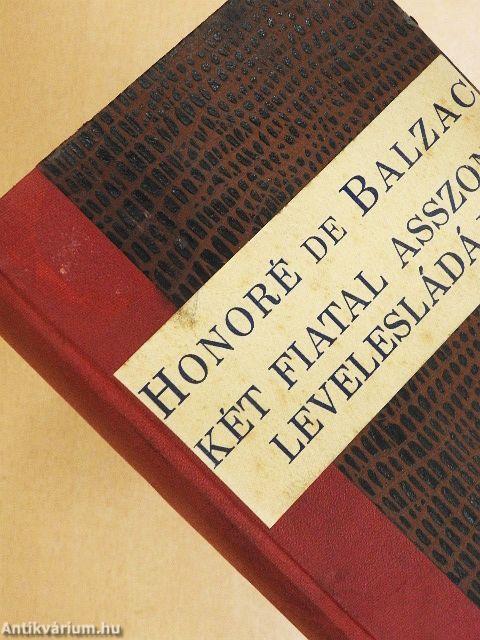 HONORÉ DE BALZAC
KÉT FIATAL ASSZON
LEVELESLÁDÁ
Antikvárium.hu